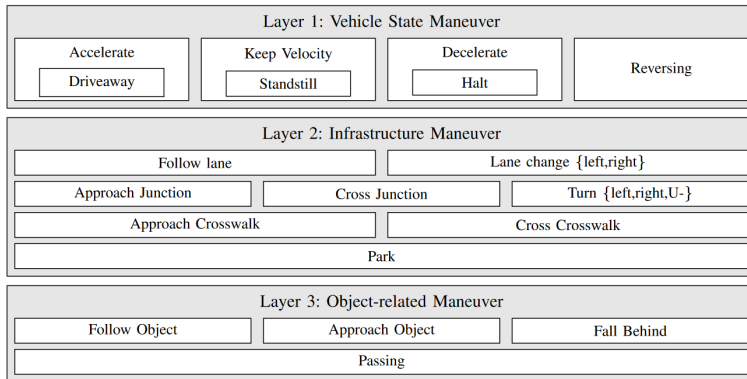 Layer 1: Vehicle State Maneuver
Accelerate
Keep Velocity
Decelerate
Reversing
Driveaway
Standstill
Halt
Layer 2: Infrastructure Maneuver
Follow lane
Lane change {left,right}
Approach Junction
Cross Junction
Turn {left,right,U-}
Approach Crosswalk
Cross Crosswalk
Park
Layer 3: Object-related Maneuver
Follow Object
Approach Object
Fall Behind
Passing